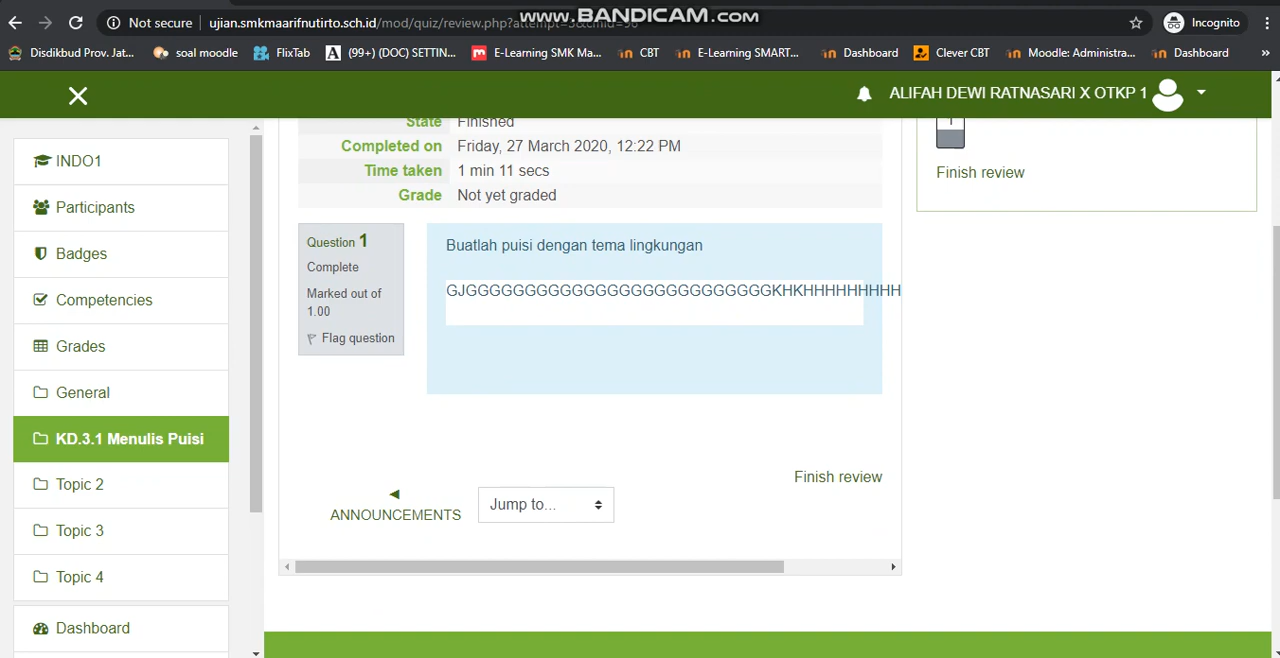 Not secure
ujian.smkmaarifnutirto.sch.id/mod/quiz/review.php?attempt=
www.BANDICAM.com
Incognito
Disdikbud Prov. Jat...
soal moodle
FlixTab
(99+) (DOC) SETTIN...
E-Learning SMK Ma...
CBT
E-Learning SMART...
Dashboard
Clever CBT
Moodle: Administra...
Dashboard
»
ALIFAH DEWI RATNASARI X OTKP 1
INDO1
Participants
Badges
Competencies
Grades
General
KD.3.1 Menulis Puisi
Topic 2
Topic 3
Topic 4
Dashboard
State Finished
Completed on Friday, 27 March 2020, 12:22 PM
Time taken 1 min 11 secs
Grade Not yet graded
Question 1
Complete
Marked out of
1.00
Flag question
Buatlah puisi dengan tema lingkungan
GJGGGGGGGGGGGGGGGGGGGGGGGGGGKHKHHHHHHHHH
Finish review
ANNOUNCEMENTS
Jump to...
1
Finish review